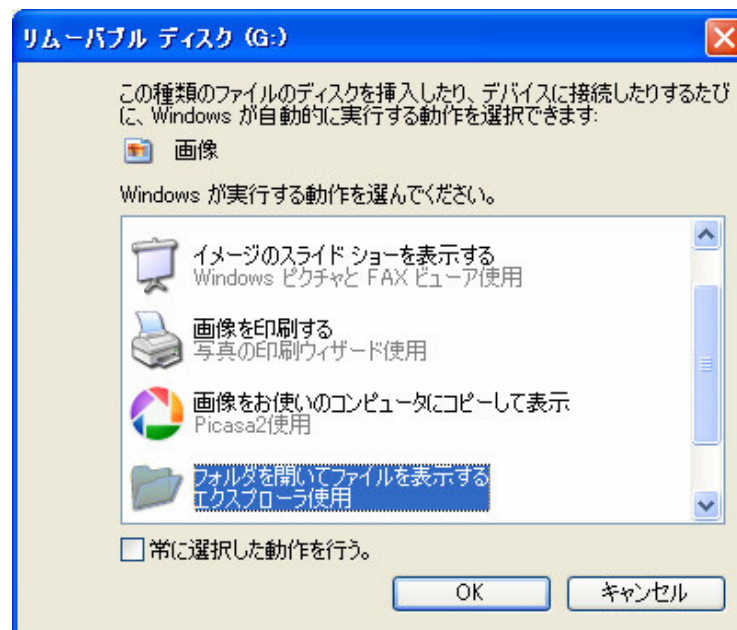 リムーバブル ディスク (G:)
この種類のファイルのディスクを挿入したり、デバイスに接続したりするたび
に、Windows が自動的に実行する動作を選択できます:
画像
Windows が実行する動作を選んでください。
イメージのスライド ショーを表示する
Windows ピクチャと FAX ビューア使用
画像を印刷する
写真の印刷ウィザード使用
画像をお使いのコンピュータにコピーして表示
Picasa2使用
フォルダを開いてファイルを表示する
エクスプローラ使用
常に選択した動作を行う。
OK
キャンセル